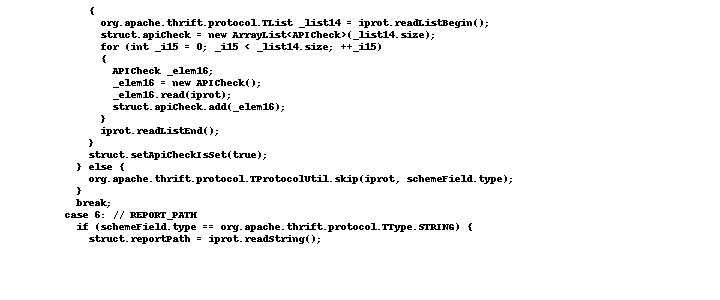 {
org.apache.thrift.protocol.TList _list14 = iprot.readListBegin();
struct.apiCheck = new ArrayList<APICheck>(_list14.size);
for (int _i15 = 0; _i15 < _list14.size; ++_i15)
{
APICheck _elem16;
_elem16 = new APICheck();
_elem16.read(iprot);
struct.apiCheck.add(_elem16);
}
iprot.readListEnd();
}
struct.setApiCheckIsSet(true);
} else {
org.apache.thrift.protocol.TProtocolUtil.skip(iprot, schemeField.type);
}
break;
case 6: // REPORT_PATH
if (schemeField.type == org.apache.thrift.protocol.TType.STRING) {
struct.reportPath = iprot.readString();